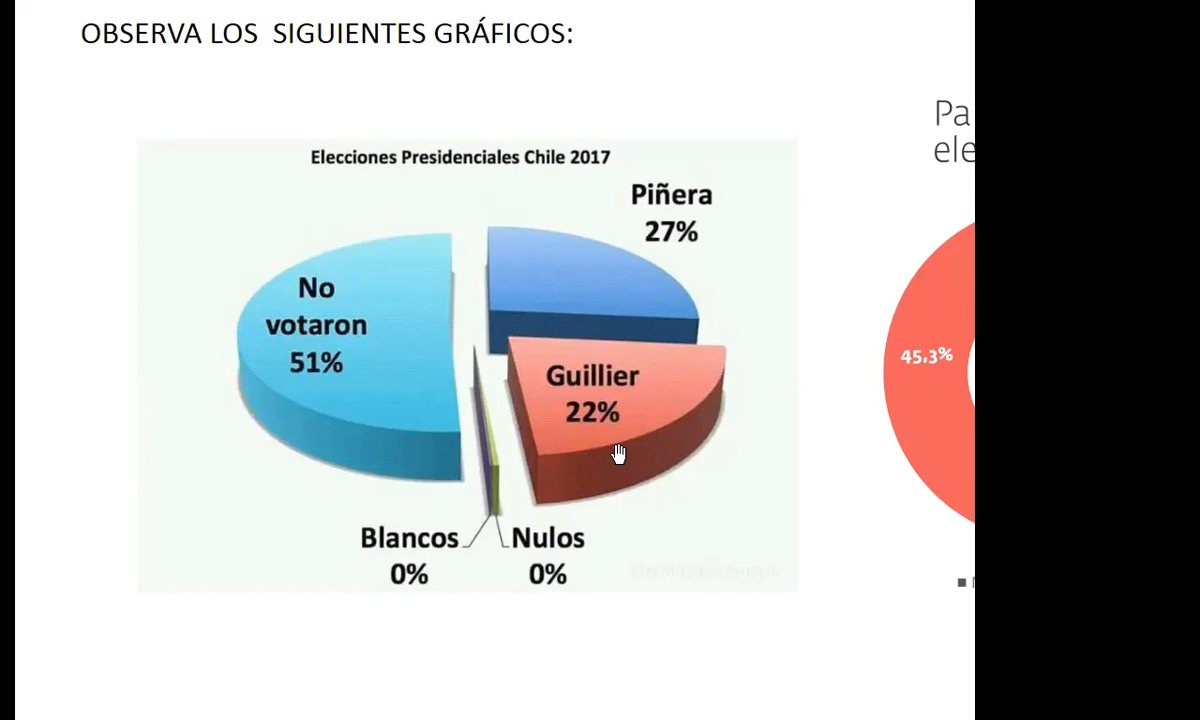 OBSERVA LOS SIGUIENTES GRÁFICOS:
Elecciones Presidenciales Chile 2017
Piñera
27%
No
votaron
51%
Guillier
22%
Blancos
0%
Nulos
0%
Pa
ele
45.3%